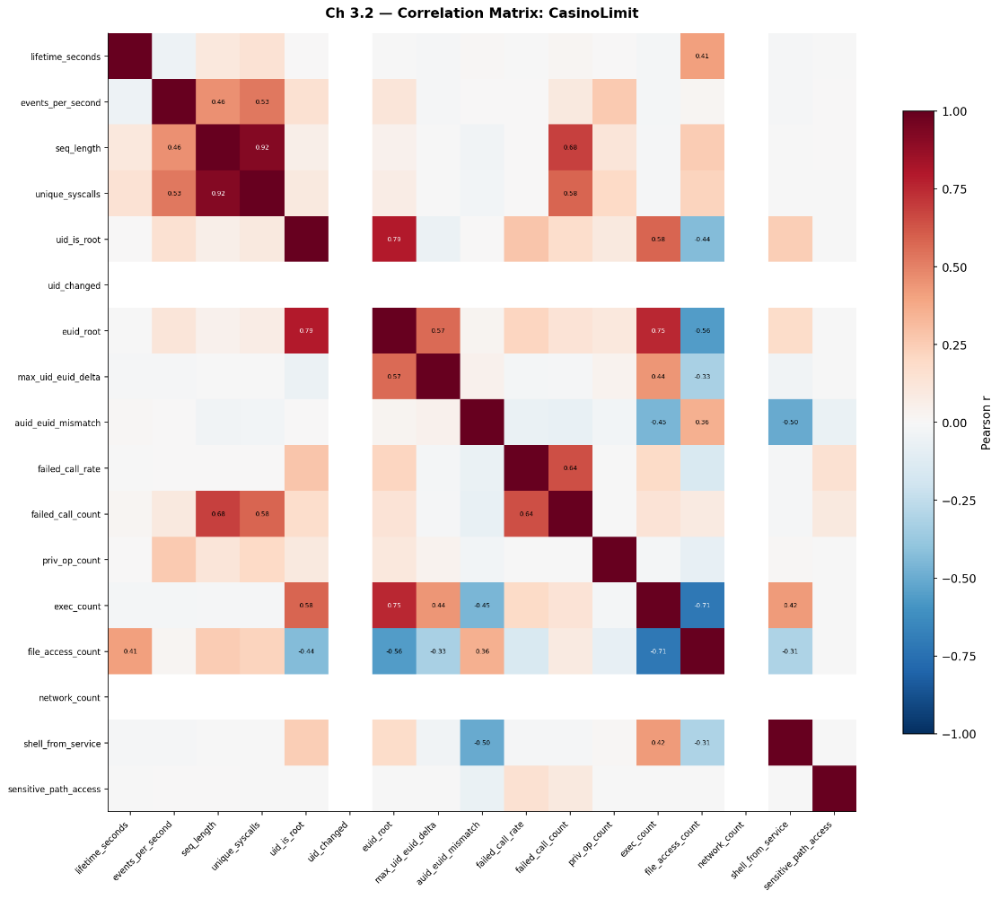 Ch 3.2 — Correlation Matrix: CasinoLimit
lifetime_seconds 0.41
events_per_second 0.46 0.53
seq_length 0.46 0.92 0.68
unique_syscalls 0.53 0.92 0.58
uid_is_root 0.79 0.58 -0.44
uid_changed
euid_root 0.79 0.57 0.75 -0.56
max_uid_euid_delta 0.57 0.44 -0.33
auid_euid_mismatch -0.45 0.36 -0.50
failed_call_rate 0.64
failed_call_count 0.68 0.58 0.64
priv_op_count
exec_count 0.58 0.75 0.44 -0.45 -0.71 0.42
file_access_count 0.41 -0.44 -0.56 -0.33 0.36 -0.71 -0.31
network_count
shell_from_service -0.50 0.42 -0.31
sensitive_path_access
lifetime_seconds
events_per_second
seq_length
unique_syscalls
uid_is_root
uid_changed
euid_root
max_uid_euid_delta
auid_euid_mismatch
failed_call_rate
failed_call_count
priv_op_count
exec_count
file_access_count
network_count
shell_from_service
sensitive_path_access
1.00
0.75
0.50
0.25
0.00
−0.25
−0.50
−0.75
−1.00
Pearson r